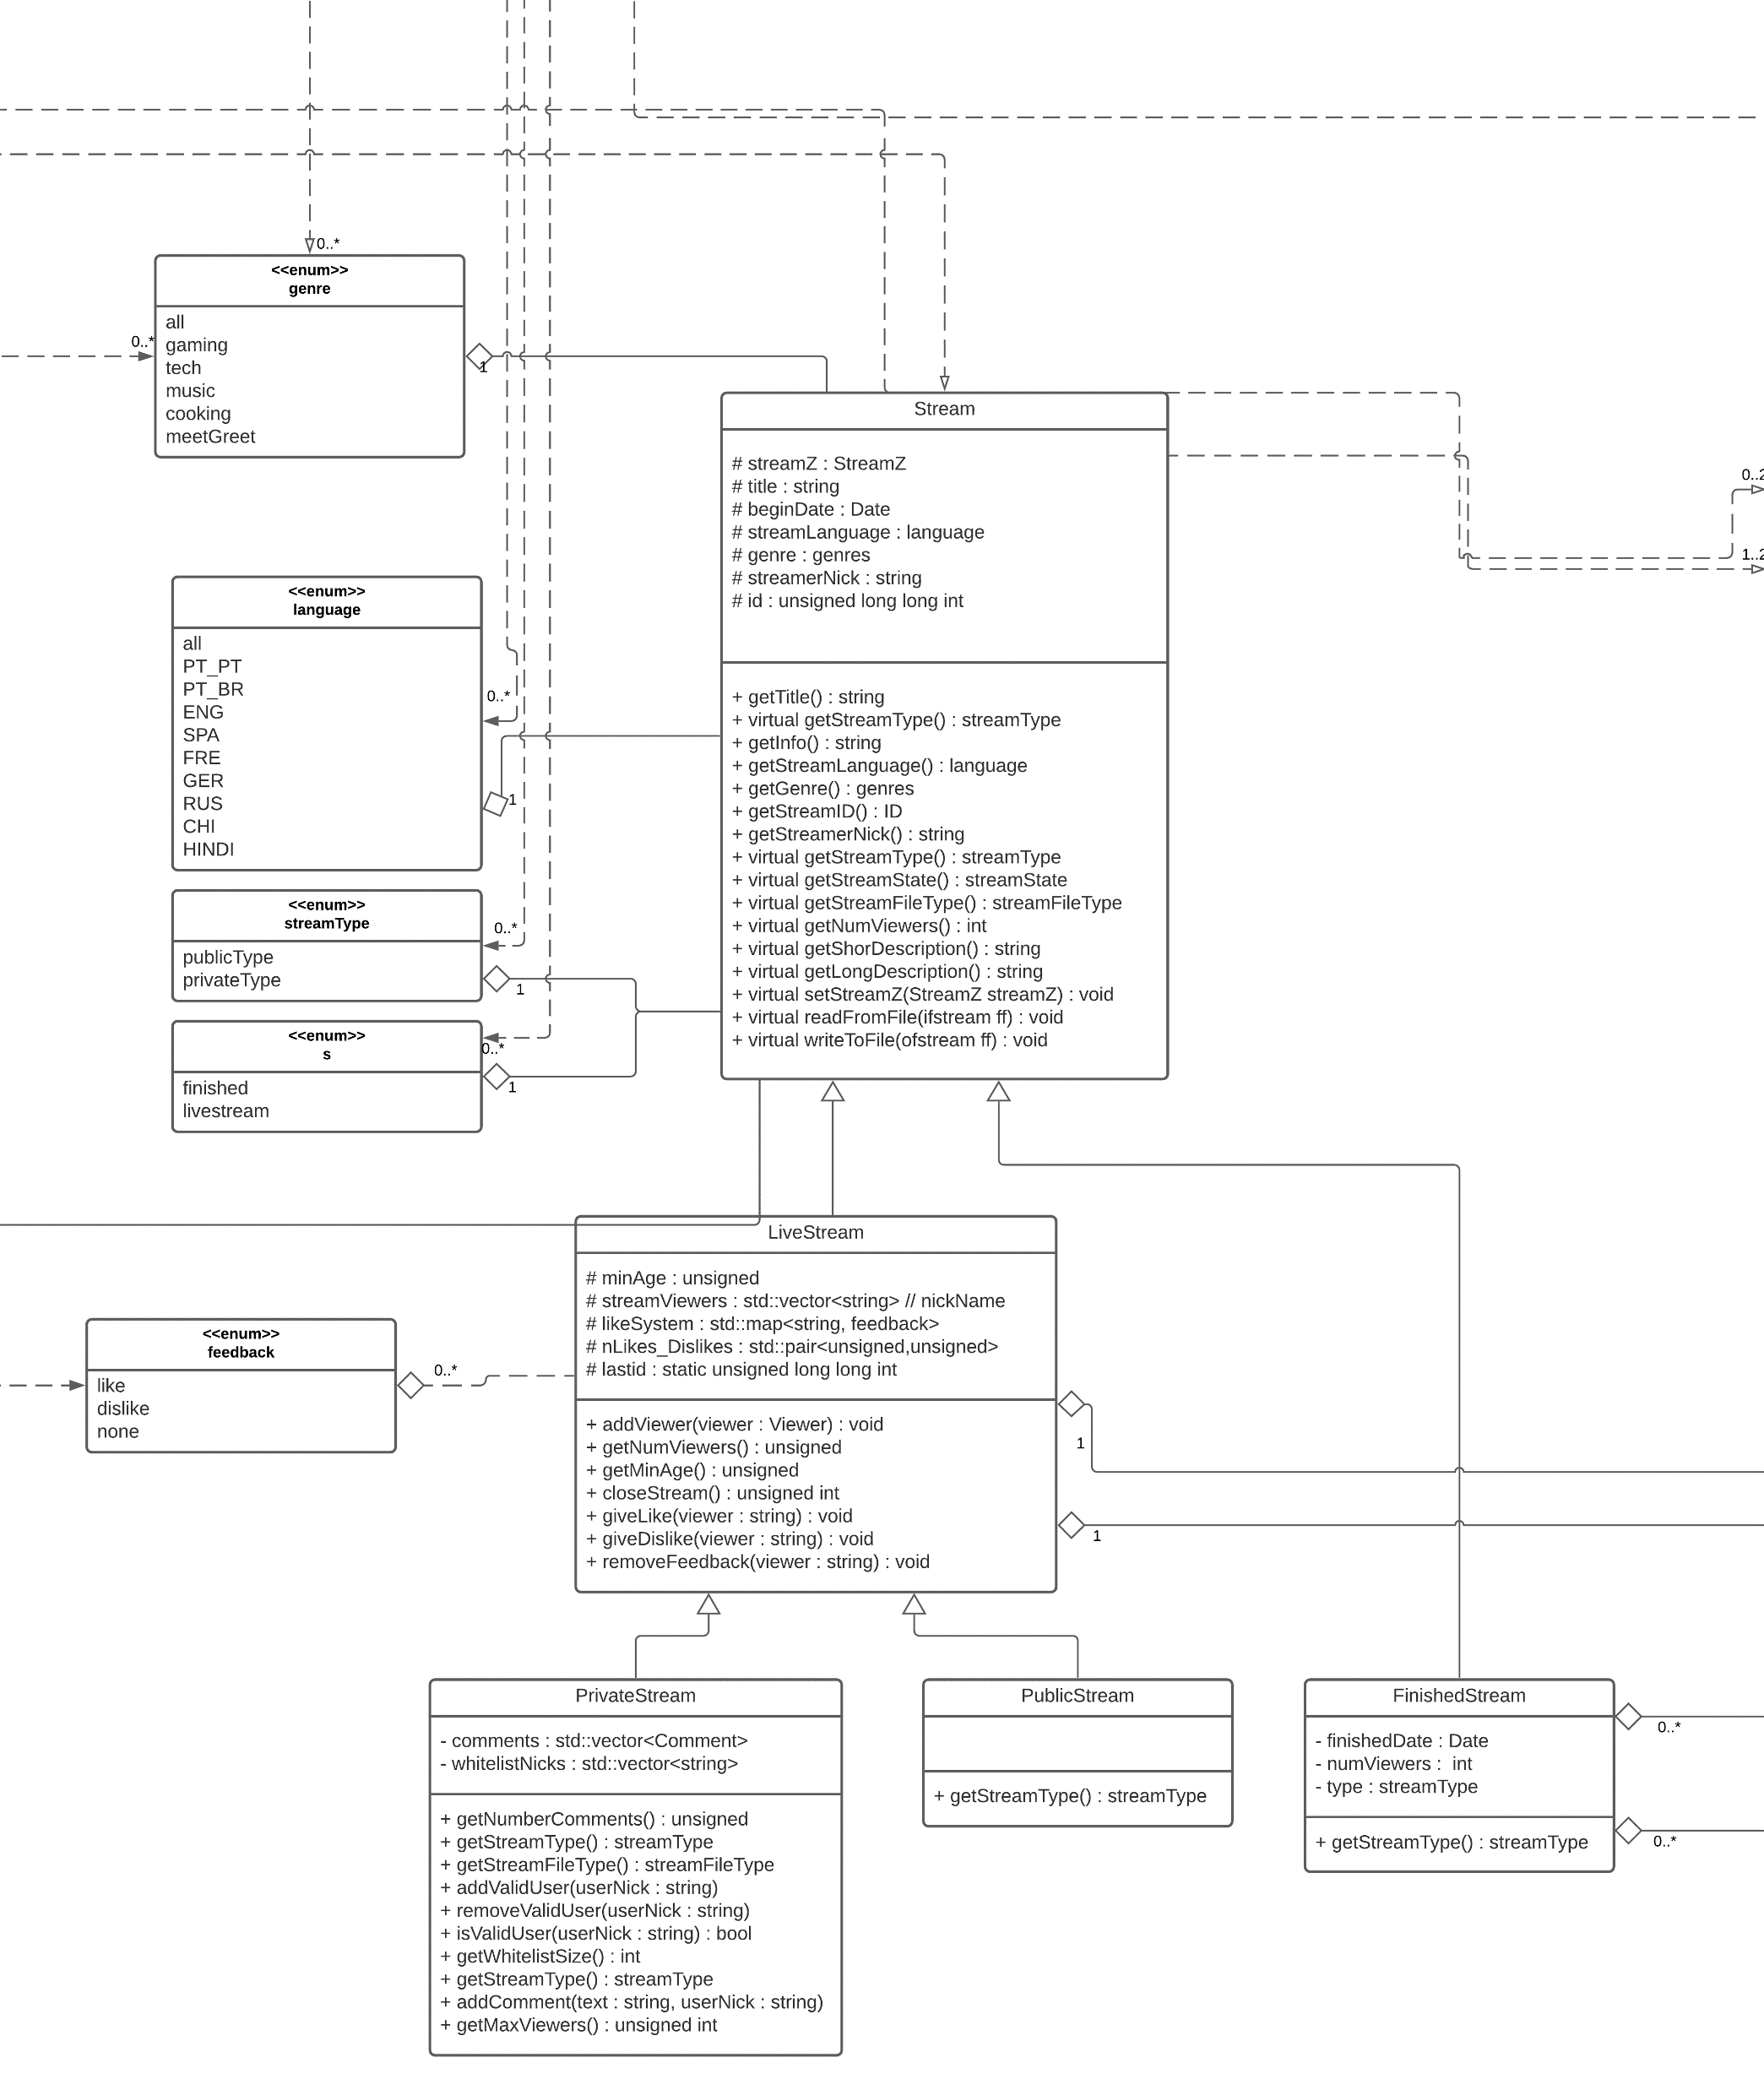 0..*
<<enum>>
genre
all
gaming
tech
music
cooking
meetGreet
0..*
1
Stream
# streamZ : StreamZ
# title : string
# beginDate : Date
# streamLanguage : language
# genre : genres
# streamerNick : string
# id : unsigned long long int
+ getTitle() : string
+ virtual getStreamType() : streamType
+ getInfo() : string
+ getStreamLanguage() : language
+ getGenre() : genres
+ getStreamID() : ID
+ getStreamerNick() : string
+ virtual getStreamType() : streamType
+ virtual getStreamState() : streamState
+ virtual getStreamFileType() : streamFileType
+ virtual getNumViewers() : int
+ virtual getShorDescription() : string
+ virtual getLongDescription() : string
+ virtual setStreamZ(StreamZ streamZ) : void
+ virtual readFromFile(ifstream ff) : void
+ virtual writeToFile(ofstream ff) : void
0..2
1..2
<<enum>>
language
all
PT_PT
PT_BR
ENG
SPA
FRE
GER
RUS
CHI
HINDI
0..*
1
<<enum>>
streamType
publicType
privateType
0..*
1
<<enum>>
s
finished
livestream
0..*
1
LiveStream
# minAge : unsigned
# streamViewers : std::vector<string> // nickName
# likeSystem : std::map<string, feedback>
# nLikes_Dislikes : std::pair<unsigned,unsigned>
# lastid : static unsigned long long int
+ addViewer(viewer : Viewer) : void
+ getNumViewers() : unsigned
+ getMinAge() : unsigned
+ closeStream() : unsigned int
+ giveLike(viewer : string) : void
+ giveDislike(viewer : string) : void
+ removeFeedback(viewer : string) : void
1
1
<<enum>>
feedback
like
dislike
none
0..*
PrivateStream
- comments : std::vector<Comment>
- whitelistNicks : std::vector<string>
+ getNumberComments() : unsigned
+ getStreamType() : streamType
+ getStreamFileType() : streamFileType
+ addValidUser(userNick : string)
+ removeValidUser(userNick : string)
+ isValidUser(userNick : string) : bool
+ getWhitelistSize() : int
+ getStreamType() : streamType
+ addComment(text : string, userNick : string)
+ getMaxViewers() : unsigned int
PublicStream
+ getStreamType() : streamType
FinishedStream
- finishedDate : Date
- numViewers :  int
- type : streamType
+ getStreamType() : streamType
0..*
0..*